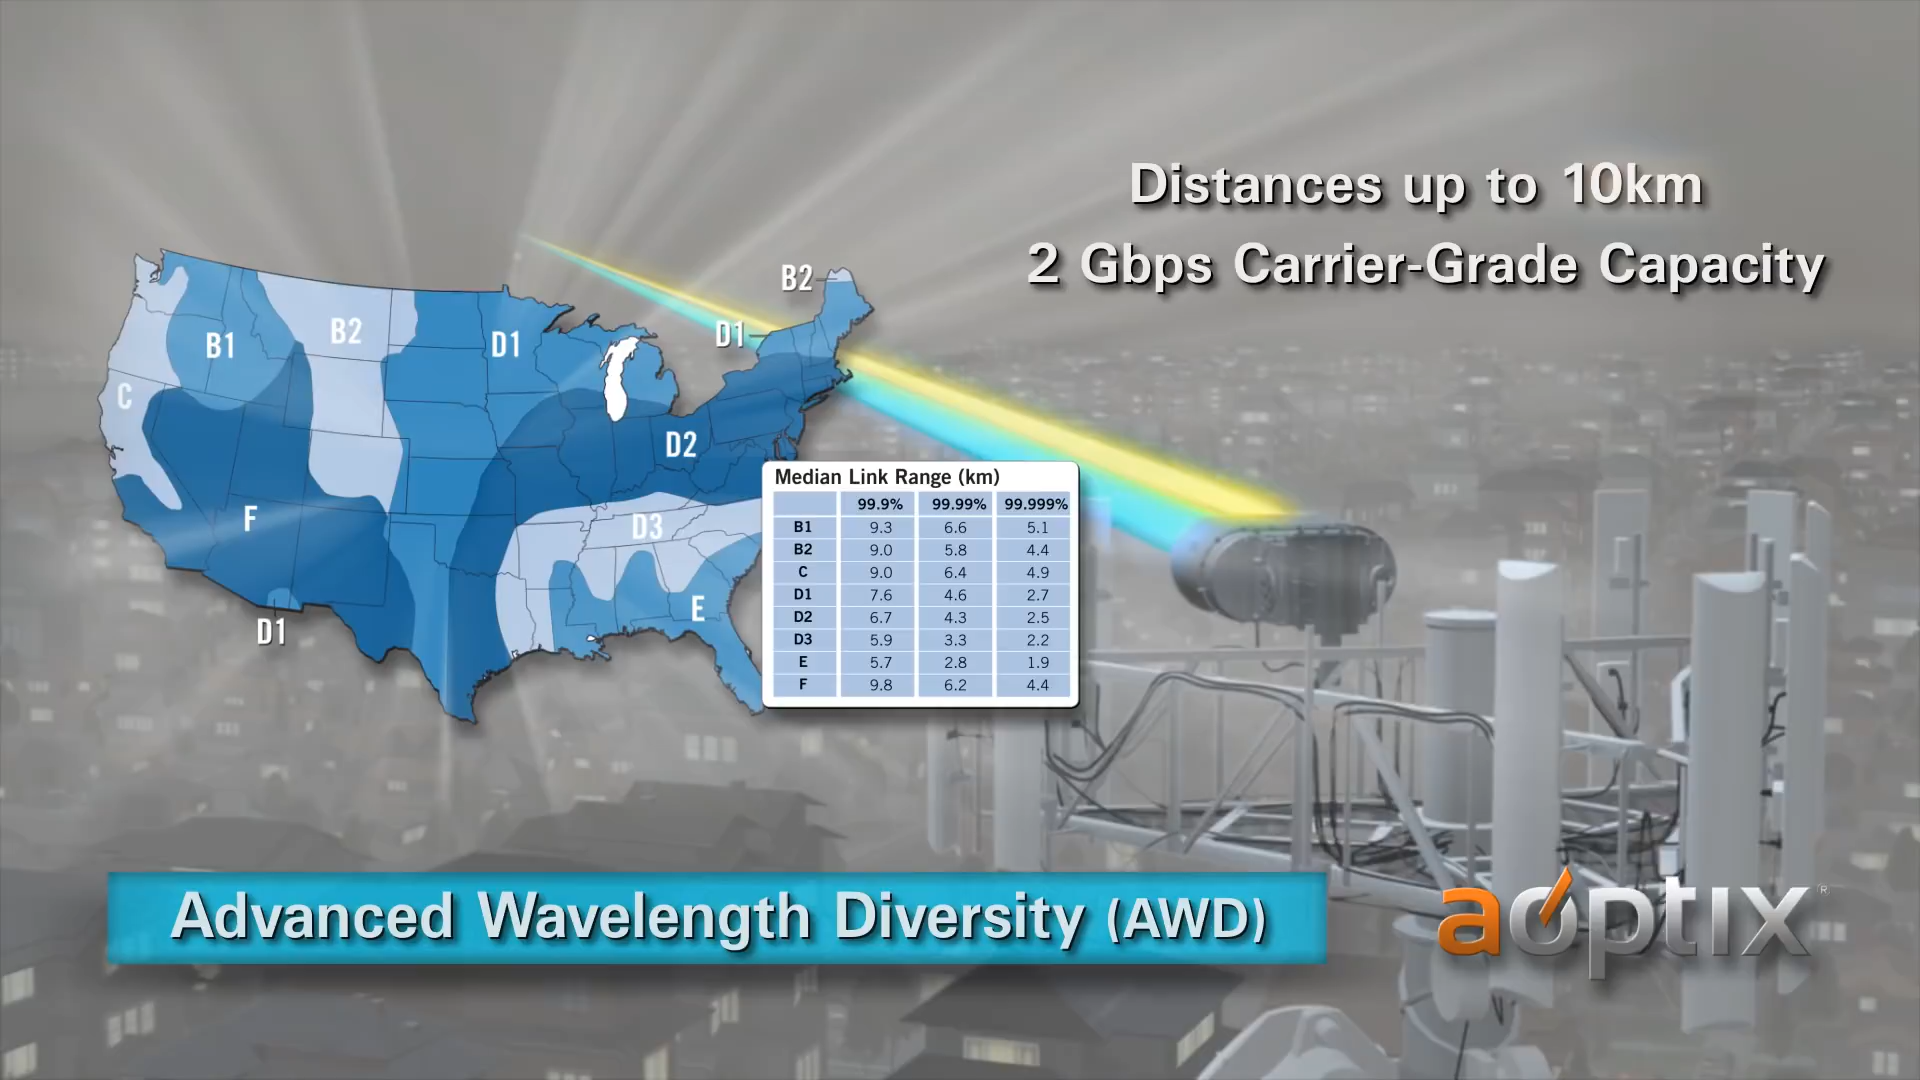 Distances up to 10km
2 Gbps Carrier-Grade Capacity
B2
D1
B1
B2
D1
C
D2
F
D3
E
D1
Median Link Range (km)
99.9% 99.99% 99.999%
B1 9.3 6.6 5.1
B2 9.0 5.8 4.4
C 9.0 6.4 4.9
D1 7.6 4.6 2.7
D2 6.7 4.3 2.5
D3 5.9 3.3 2.2
E 5.7 2.8 1.9
F 9.8 6.2 4.4
Advanced Wavelength Diversity (AWD)
aoptix®